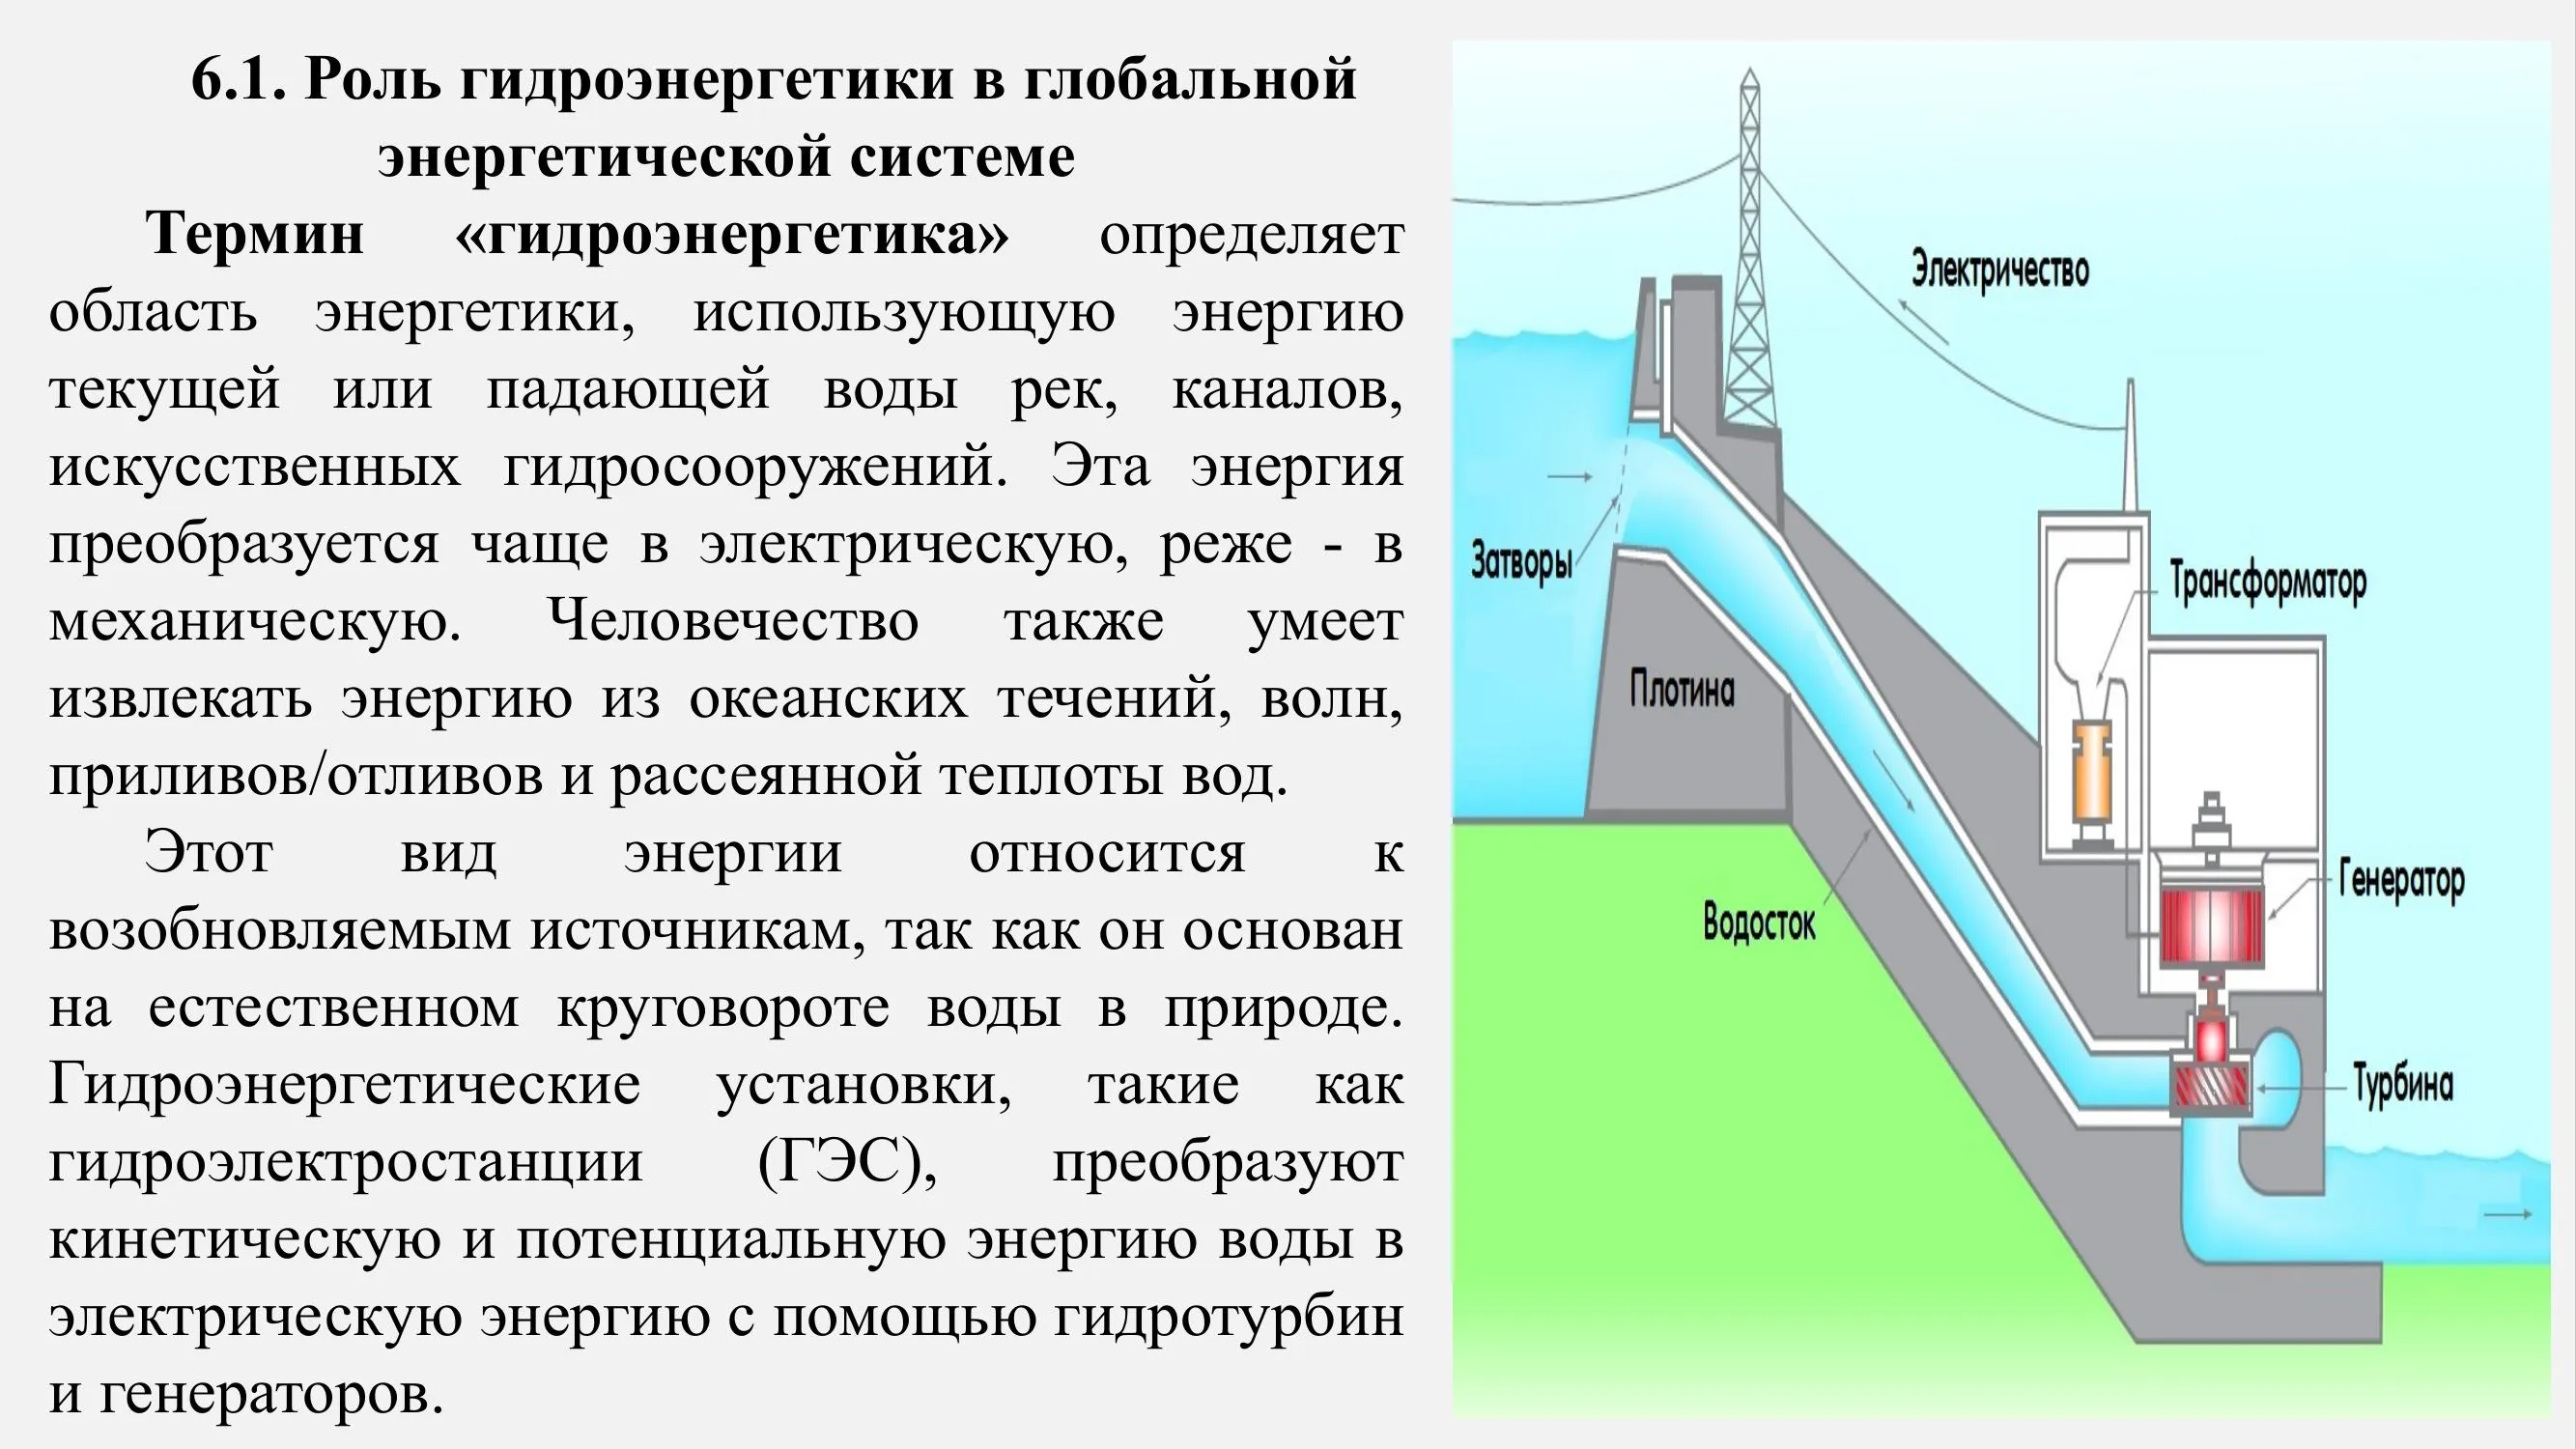 6.1. Роль гидроэнергетики в глобальной
энергетической системе
Термин «гидроэнергетика» определяет
область энергетики, использующую энергию
текущей или падающей воды рек, каналов,
искусственных гидросооружений. Эта энергия
преобразуется чаще в электрическую, реже - в
механическую. Человечество также умеет
извлекать энергию из океанских течений, волн,
приливов/отливов и рассеянной теплоты вод.
Этот вид энергии относится к
возобновляемым источникам, так как он основан
на естественном круговороте воды в природе.
Гидроэнергетические установки, такие как
гидроэлектростанции (ГЭС), преобразуют
кинетическую и потенциальную энергию воды в
электрическую энергию с помощью гидротурбин
и генераторов.
Электричество
Затворы
Трансформатор
Плотина
Генератор
Водосток
Турбина